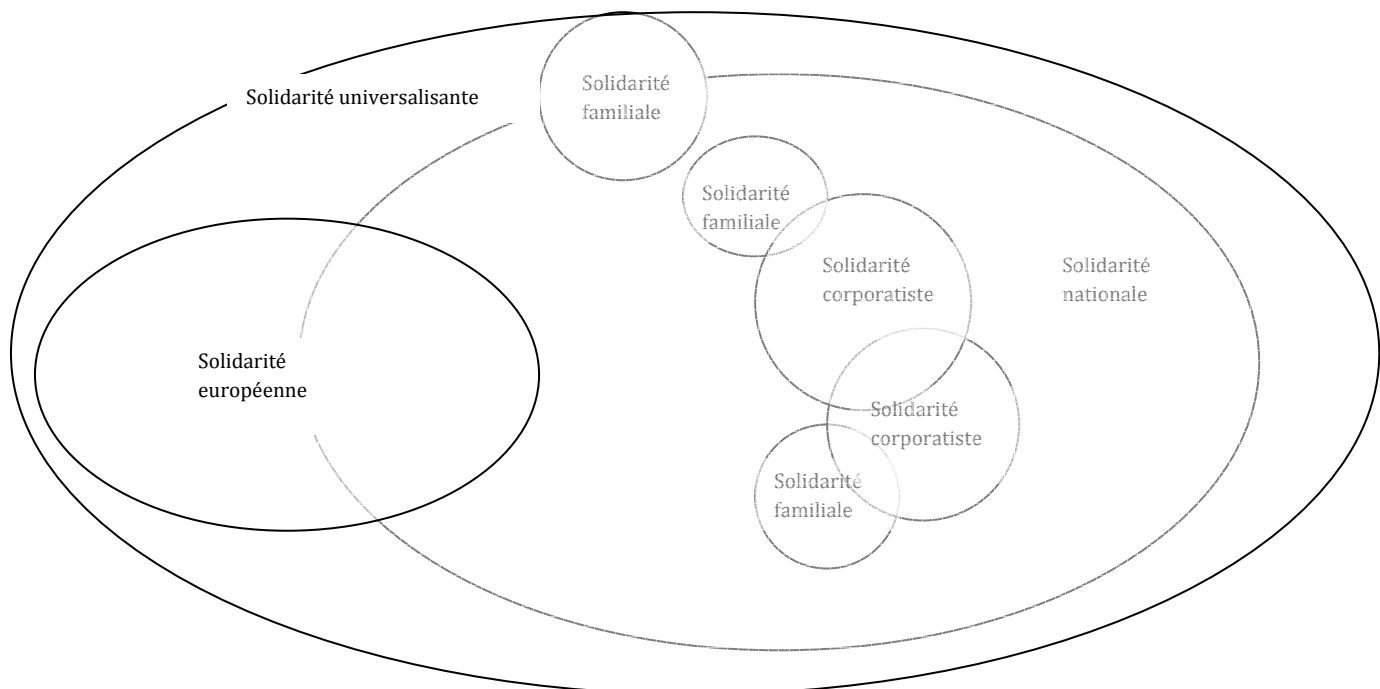 Solidarité universalisante
Solidarité
familiale
Solidarité
familiale
Solidarité
corporatiste
Solidarité
nationale
Solidarité
européenne
Solidarité
corporatiste
Solidarité
familiale